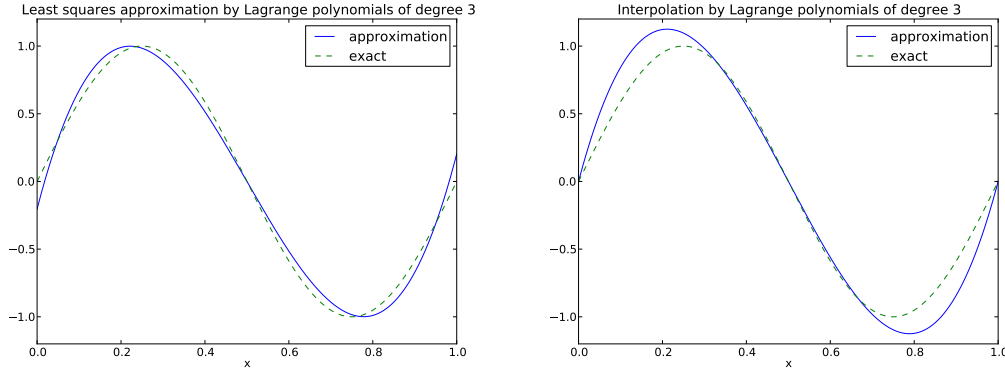 Least squares approximation by Lagrange polynomials of degree 3
approximation
exact
1.0
0.5
0.0
−0.5
−1.0
0.0 0.2 0.4 0.6 0.8 1.0
x
Interpolation by Lagrange polynomials of degree 3
approximation
exact
1.0
0.5
0.0
−0.5
−1.0
0.0 0.2 0.4 0.6 0.8 1.0
x